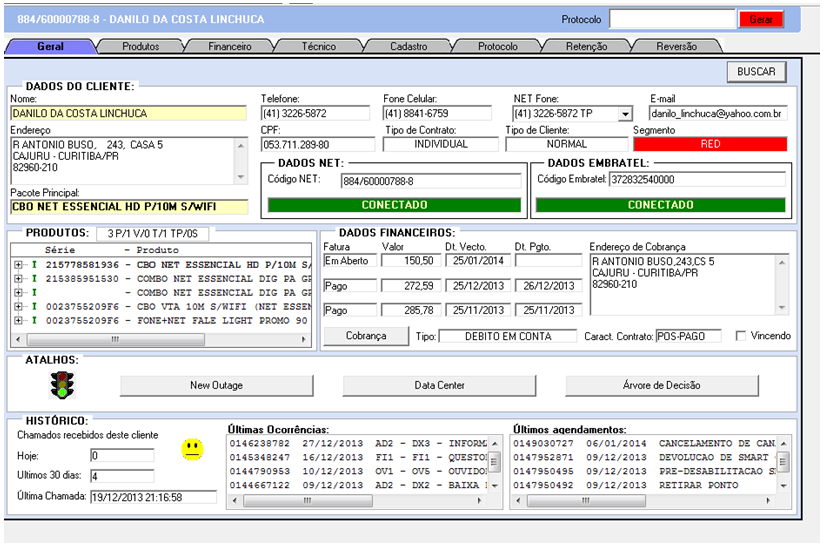 884/60000788-8 - DANILO DA COSTA LINCHUCA
Protocolo
Gerar
Geral Produtos Financeiro Técnico Cadastro Protocolo Retenção Reversão
BUSCAR
DADOS DO CLIENTE:
Nome: Telefone: Fone Celular: NET Fone: E-mail
DANILO DA COSTA LINCHUCA (41) 3226-5872 (41) 8841-6759 (41) 3226-5872 TP danilo_linchuca@yahoo.com.br
Endereço CPF: Tipo de Contrato: Tipo de Cliente: Segmento
R ANTONIO BUSO, 243, CASA 5 053.711.289-80 INDIVIDUAL NORMAL RED
CAJURU - CURITIBA/PR
82960-210
Pacote Principal:
CBO NET ESSENCIAL HD P/10M S/WIFI
DADOS NET:
Código NET: 884/60000788-8
CONECTADO
DADOS EMBRATEL:
Código Embratel: 372832540000
CONECTADO
PRODUTOS: 3 P/1 V/0 T/1 TP/0S
Série - Produto
I 215778581936 - CBO NET ESSENCIAL HD P/10M S/
I 215385951530 - COMBO NET ESSENCIAL DIG PA GF
I - COMBO NET ESSENCIAL DIG PA GF
I 0023755209F6 - CBO VTA 10M S/WIFI (NET ESSEN
I 0023755209F6 - FONE+NET FALE LIGHT PROMO 90
DADOS FINANCEIROS:
Fatura Valor Dt. Vecto. Dt. Pgto. Endereço de Cobrança
Em Aberto 150,50 25/01/2014
Pago 272,59 25/12/2013 26/12/2013
Pago 285,78 25/11/2013 25/11/2013
R ANTONIO BUSO,243,CS 5
CAJURU - CURITIBA/PR
82960-210
Cobrança Tipo: DEBITO EM CONTA Caract. Contrato: POS-PAGO Vincendo
ATALHOS:
New Outage Data Center Árvore de Decisão
HISTÓRICO:
Chamados recebidos deste cliente
Hoje: 0
Ultimos 30 dias: 4
Última Chamada: 19/12/2013 21:16:58
Últimas Ocorrências:
0146238782 27/12/2013 AD2 - DX3 - INFORM
0145348247 16/12/2013 FI1 - FI1 - QUESTO
0144790953 10/12/2013 OV1 - OV5 - OUVIDO
0144667122 09/12/2013 AD2 - DX2 - BAIXA
Últimos agendamentos:
0149030727 06/01/2014 CANCELAMENTO DE CAN
0147952871 09/12/2013 DEVOLUCAO DE SMART
0147950495 09/12/2013 PRE-DESABILITACAO S
0147950492 09/12/2013 RETIRAR PONTO